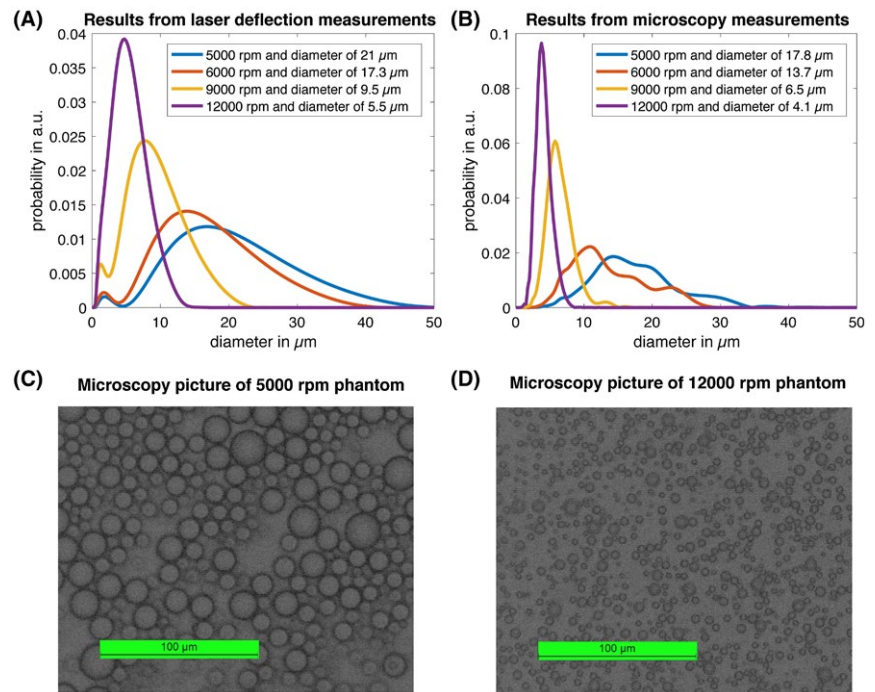 (A) Results from laser deflection measurements
0.04
0.035
0.03
0.025
0.02
0.015
0.01
0.005
0
probability in a.u.
5000 rpm and diameter of 21 µm
6000 rpm and diameter of 17.3 µm
9000 rpm and diameter of 9.5 µm
12000 rpm and diameter of 5.5 µm
0 10 20 30 40 50
diameter in µm
(B) Results from microscopy measurements
0.1
0.08
0.06
0.04
0.02
0
probability in a.u.
5000 rpm and diameter of 17.8 µm
6000 rpm and diameter of 13.7 µm
9000 rpm and diameter of 6.5 µm
12000 rpm and diameter of 4.1 µm
0 10 20 30 40 50
diameter in µm
(C) Microscopy picture of 5000 rpm phantom
100 µm
(D) Microscopy picture of 12000 rpm phantom
100 µm